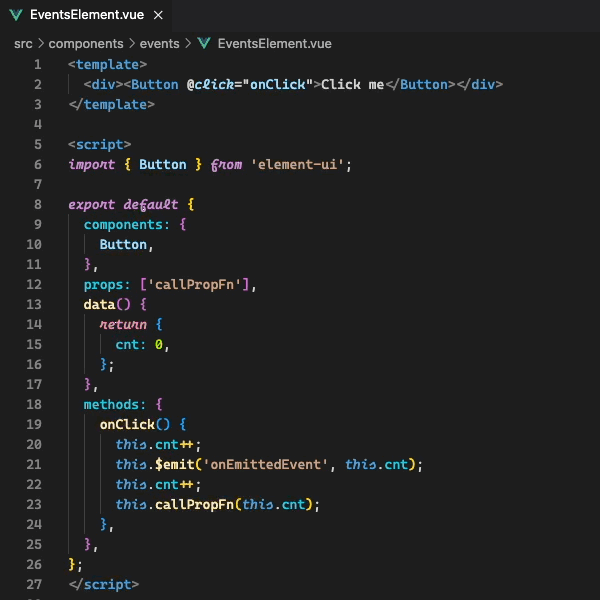 EventsElement.vue
src > components > events > EventsElement.vue
1 <template>
2 <div><Button @click="onClick">Click me</Button></div>
3 </template>
4
5 <script>
6 import { Button } from 'element-ui';
7
8 export default {
9 components: {
10 Button,
11 },
12 props: ['callPropFn'],
13 data() {
14 return {
15 cnt: 0,
16 };
17 },
18 methods: {
19 onClick() {
20 this.cnt++;
21 this.$emit('onEmittedEvent', this.cnt);
22 this.cnt++;
23 this.callPropFn(this.cnt);
24 },
25 },
26 };
27 </script>